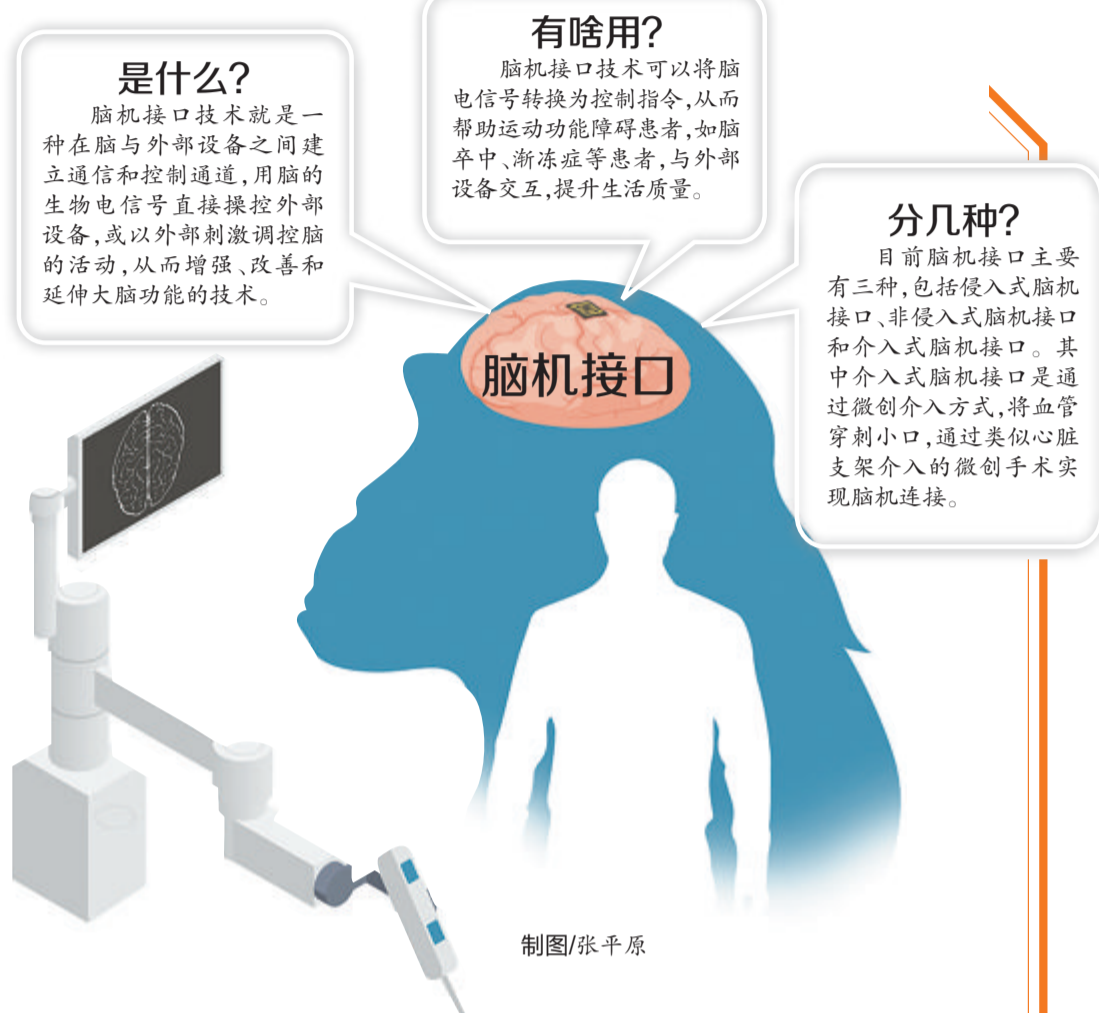 是什么?
脑机接口技术就是一
种在脑与外部设备之间建
立通信和控制通道,用脑的
生物电信号直接操控外部
设备,或以外部刺激调控脑
的活动,从而增强、改善和
延伸大脑功能的技术。
有啥用?
脑机接口技术可以将脑
电信号转换为控制指令,从而
帮助运动功能障碍患者,如脑
卒中、渐冻症等患者,与外部
设备交互,提升生活质量。
分几种?
目前脑机接口主要
有三种,包括侵入式脑机
接口、非侵入式脑机接口
和介入式脑机接口。其
中介入式脑机接口是通
过微创介入方式,将血管
穿刺小口,通过类似心脏
支架介入的微创手术实
现脑机连接。
脑机接口
制图/张平原